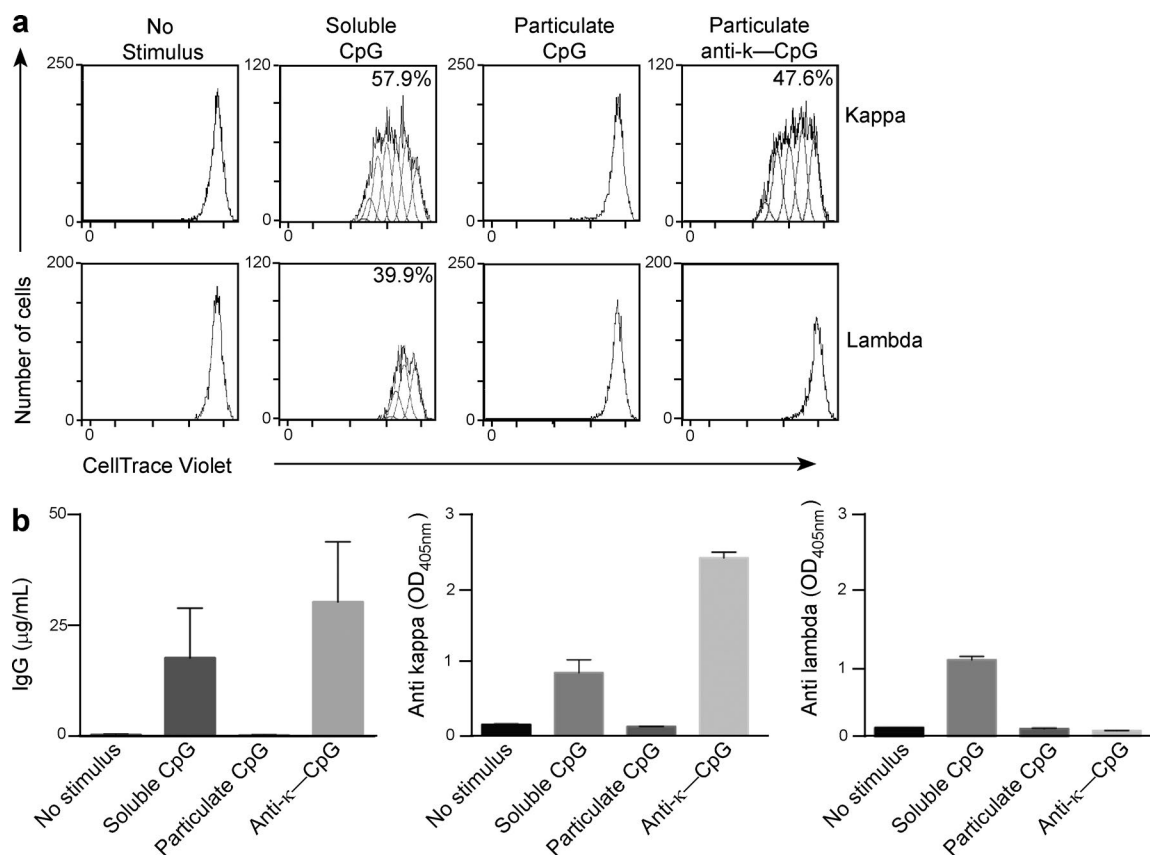 a
No
Stimulus
Soluble
CpG
Particulate
CpG
Particulate
anti-k—CpG
250
0
0
120
57.9%
0
0
250
0
0
120
47.6%
0
0
Kappa
200
0
0
120
39.9%
0
0
250
0
0
200
0
0
Lambda
Number of cells
CellTrace Violet
b
IgG (µg/mL)
50
25
0
No stimulus
Soluble CpG
Particulate CpG
Anti-κ—CpG
Anti kappa (OD405nm)
3
2
1
0
No stimulus
Soluble CpG
Particulate CpG
Anti-κ—CpG
Anti lambda (OD405nm)
3
2
1
0
No stimulus
Soluble CpG
Particulate CpG
Anti-κ—CpG